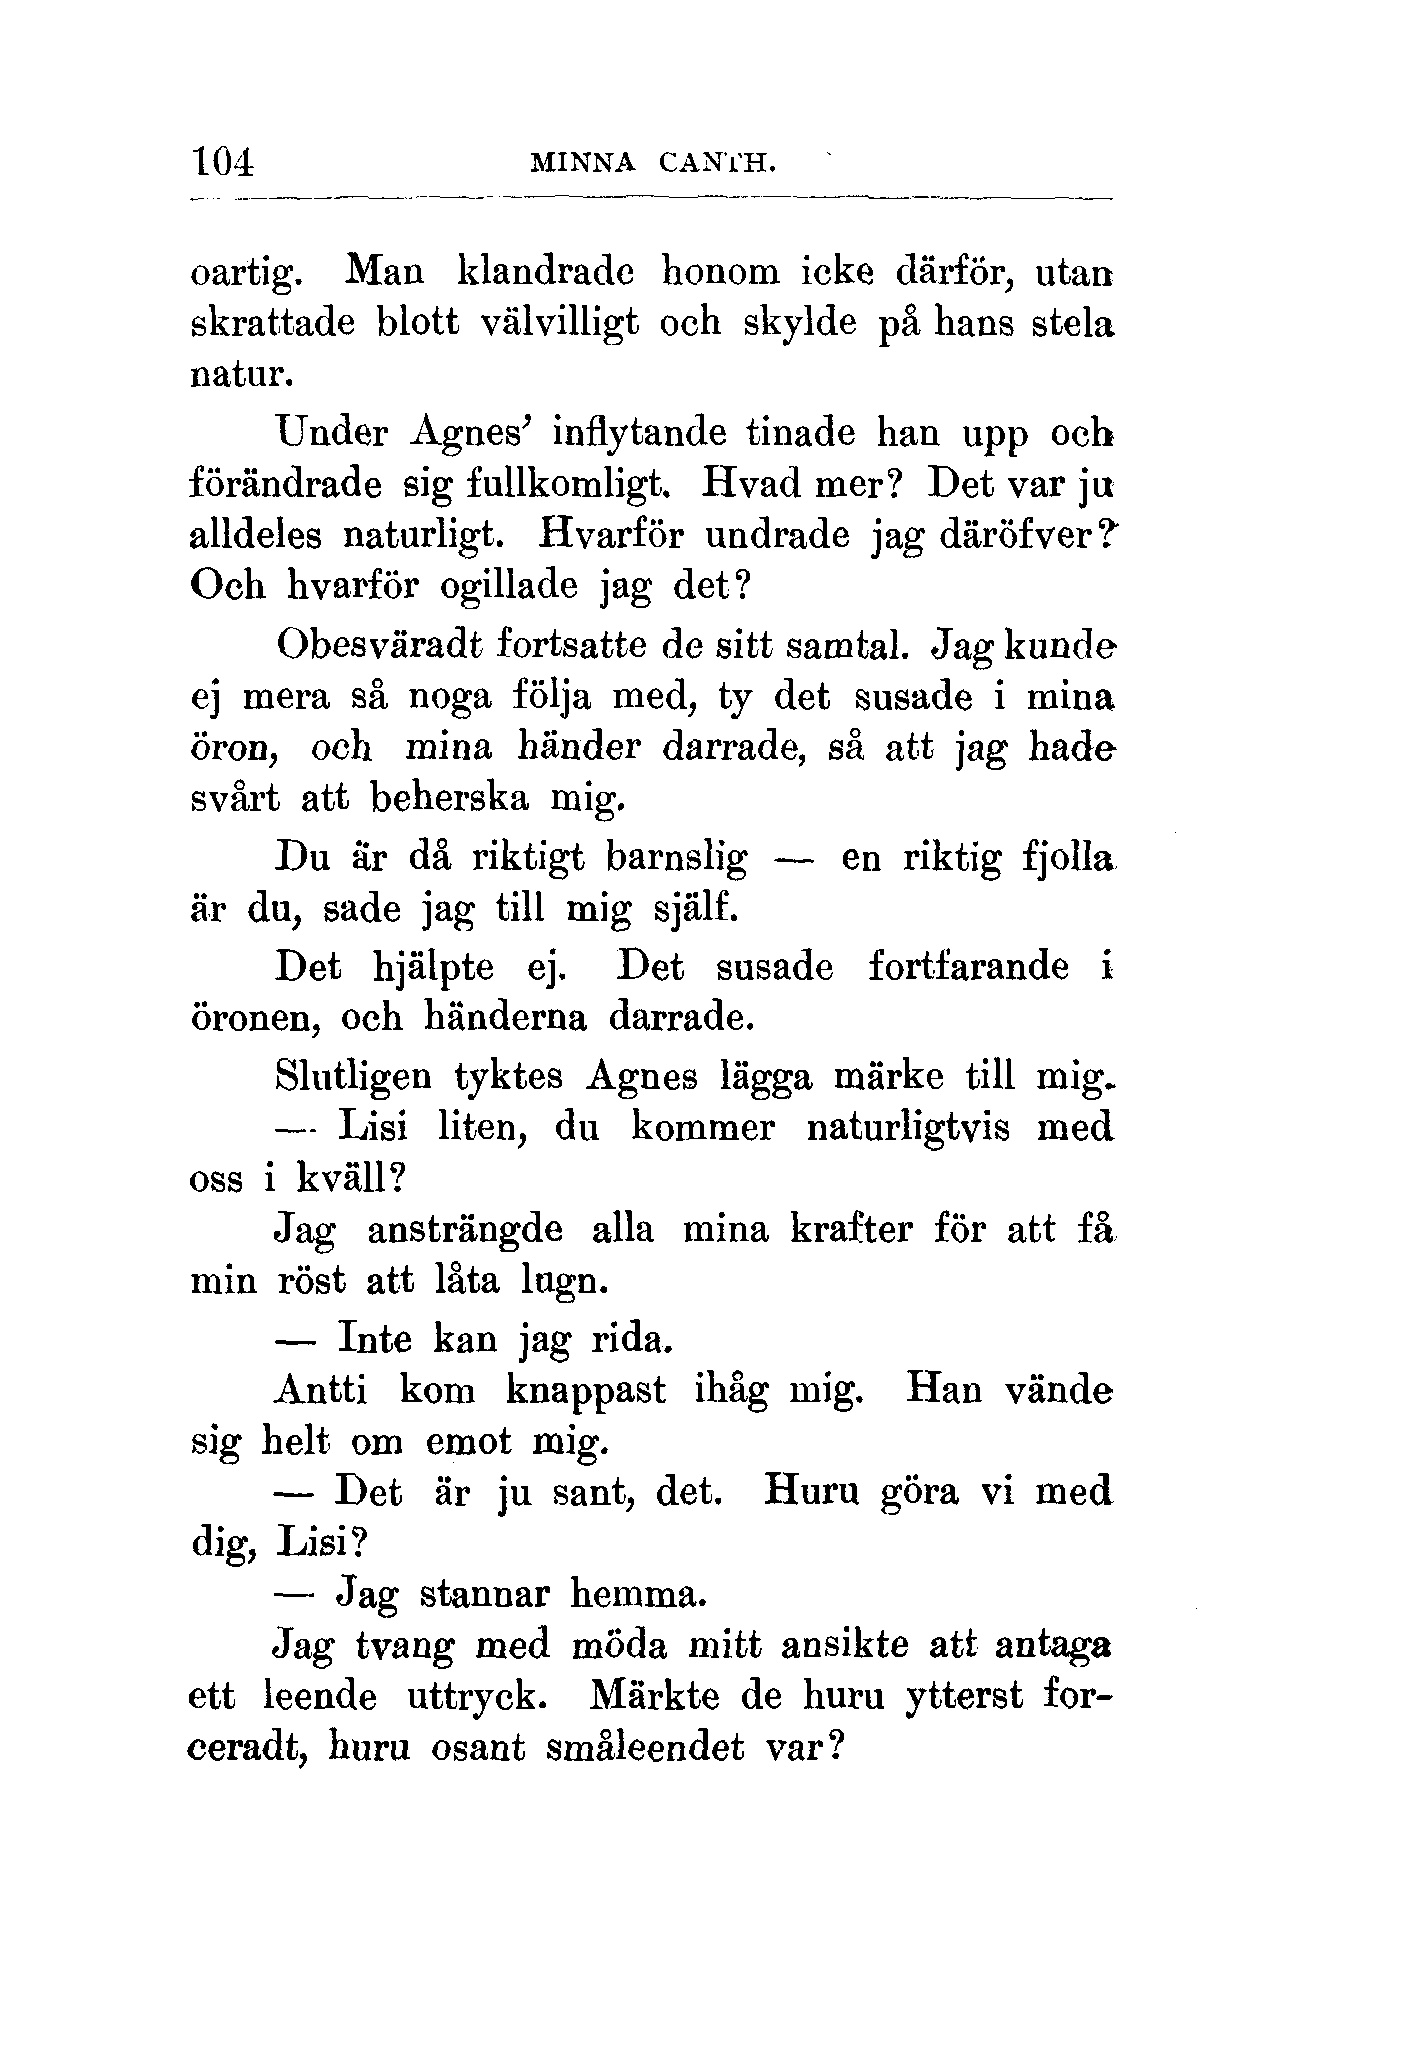 104 MINNA CANTH.
oartig. Man klandrade honom icke därför, utan
skrattade blott välvilligt och skylde på hans stela
natur.
Under Agnes’ inflytande tinade han upp och
förändrade sig fullkomligt. Hvad mer? Det var ju
alldeles naturligt. Hvarför undrade jag däröfver?
Och hvarför ogillade jag det?
Obesväradt fortsatte de sitt samtal. Jag kunde
ej mera så noga följa med, ty det susade i mina
öron, och mina händer darrade, så att jag hade
svårt att beherska mig.
Du är då riktigt barnslig — en riktig fjolla
är du, sade jag till mig själf.
Det hjälpte ej. Det susade fortfarande i
öronen, och händerna darrade.
Slutligen tyktes Agnes lägga märke till mig.
— Lisi liten, du kommer naturligtvis med
oss i kväll?
Jag ansträngde alla mina krafter för att få
min röst att låta lugn.
— Inte kan jag rida.
Antti kom knappast ihåg mig. Han vände
sig helt om emot mig.
— Det är ju sant, det. Huru göra vi med
dig, Lisi?
— Jag stannar hemma.
Jag tvang med möda mitt ansikte att antaga
ett leende uttryck. Märkte de huru ytterst for-
ceradt, huru osant småleendet var?